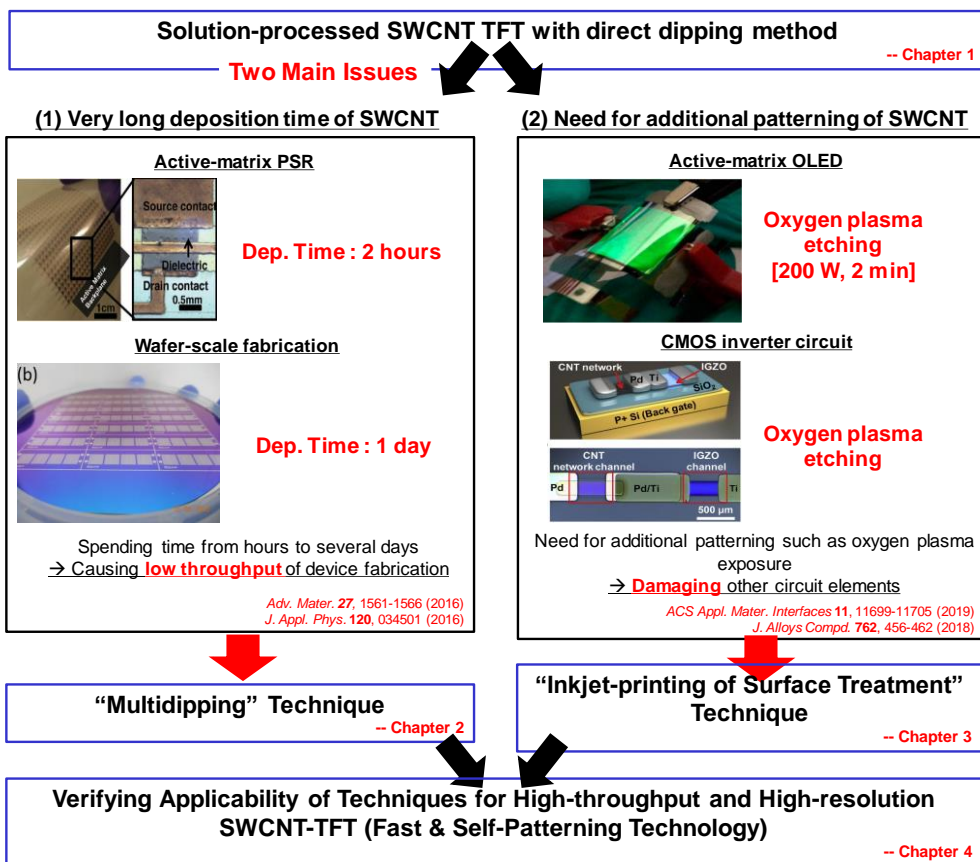 Solution-processed SWCNT TFT with direct dipping method
-- Chapter 1
Two Main Issues
(1) Very long deposition time of SWCNT
Active-matrix PSR
Source contact
Dielectric
Drain contact
0.5mm
Active Matrix
Backplane
1cm
Dep. Time : 2 hours
Wafer-scale fabrication
(b)
Dep. Time : 1 day
Spending time from hours to several days
→ Causing low throughput of device fabrication
Adv. Mater. 27, 1561-1566 (2016)
J. Appl. Phys. 120, 034501 (2016)
(2) Need for additional patterning of SWCNT
Active-matrix OLED
Oxygen plasma
etching
[200 W, 2 min]
CMOS inverter circuit
CNT network
Pd
Ti
IGZO
SiO₂
P+ Si (Back gate)
CNT
network channel
IGZO
channel
Pd
Pd/Ti
Ti
500 μm
Oxygen plasma
etching
Need for additional patterning such as oxygen plasma
exposure
→ Damaging other circuit elements
ACS Appl. Mater. Interfaces 11, 11699-11705 (2019)
J. Alloys Compd. 762, 456-462 (2018)
“Multidipping” Technique
-- Chapter 2
“Inkjet-printing of Surface Treatment”
Technique
-- Chapter 3
Verifying Applicability of Techniques for High-throughput and High-resolution
SWCNT-TFT (Fast & Self-Patterning Technology)
-- Chapter 4